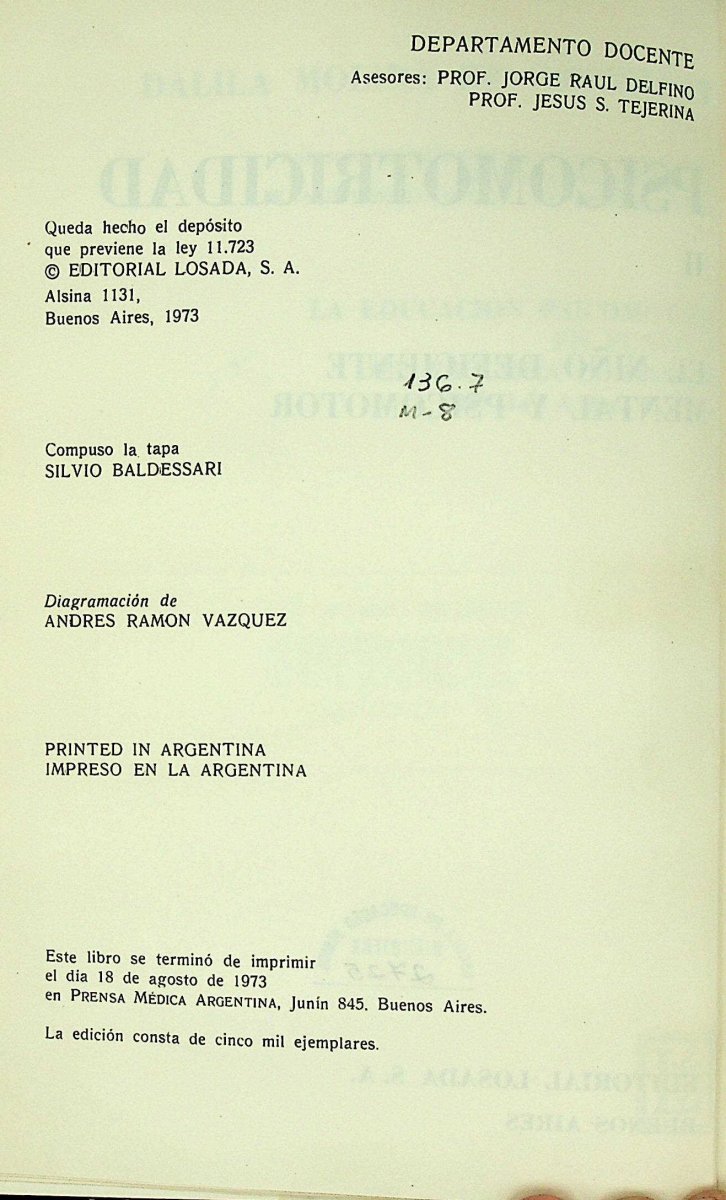 DEPARTAMENTO DOCENTE
Asesores: PROF. JORGE RAUL DELFINO
PROF. JESUS S. TEJERINA
Queda hecho el depósito
que previene la ley 11.723
© EDITORIAL LOSADA, S. A.
Alsina 1131,
Buenos Aires, 1973
136.7
M-8
Compuso la tapa
SILVIO BALDESSARI
Diagramación de
ANDRES RAMON VAZQUEZ
PRINTED IN ARGENTINA
IMPRESO EN LA ARGENTINA
Este libro se terminó de imprimir
el día 18 de agosto de 1973
en PRENSA MÉDICA ARGENTINA, Junín 845. Buenos Aires.
La edición consta de cinco mil ejemplares.